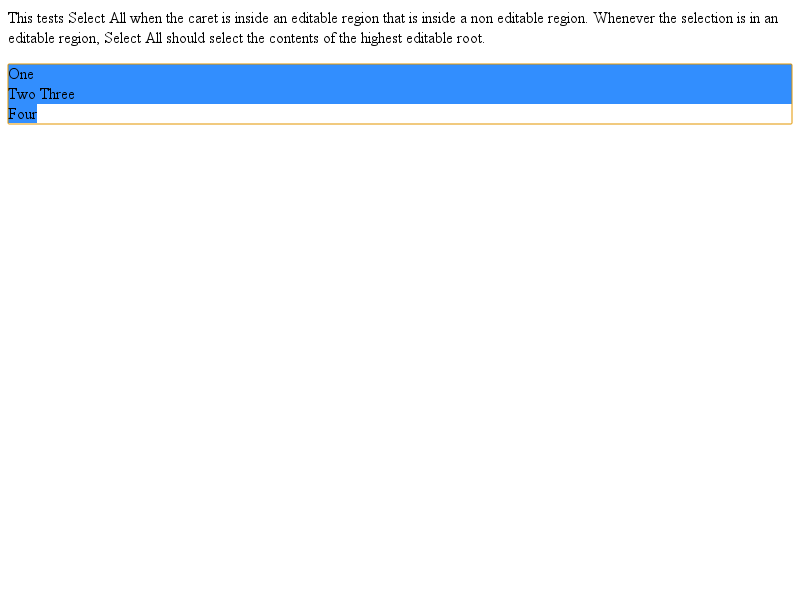 This tests Select All when the caret is inside an editable region that is inside a non editable region. Whenever the selection is in an
editable region, Select All should select the contents of the highest editable root.
One
Two Three
Four